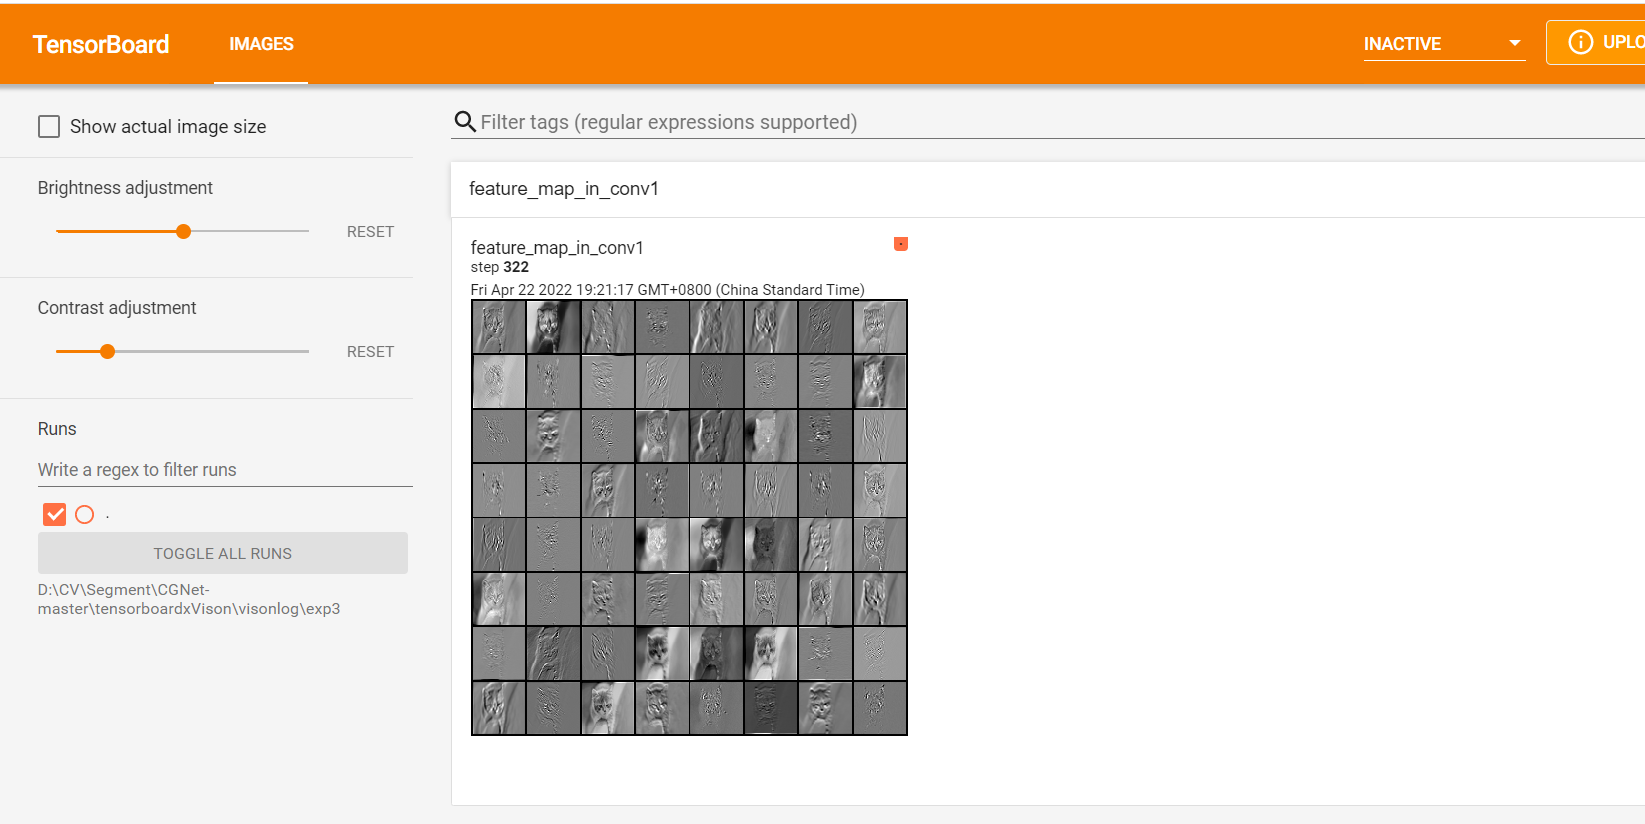 TensorBoard
IMAGES
INACTIVE
UPLO
Show actual image size
Filter tags (regular expressions supported)
Brightness adjustment
RESET
Contrast adjustment
RESET
Runs
Write a regex to filter runs
.
TOGGLE ALL RUNS
D:\CV\Segment\CGNet-
master\tensorboardxVison\visonlog\exp3
feature_map_in_conv1
feature_map_in_conv1
.
step 322
Fri Apr 22 2022 19:21:17 GMT+0800 (China Standard Time)